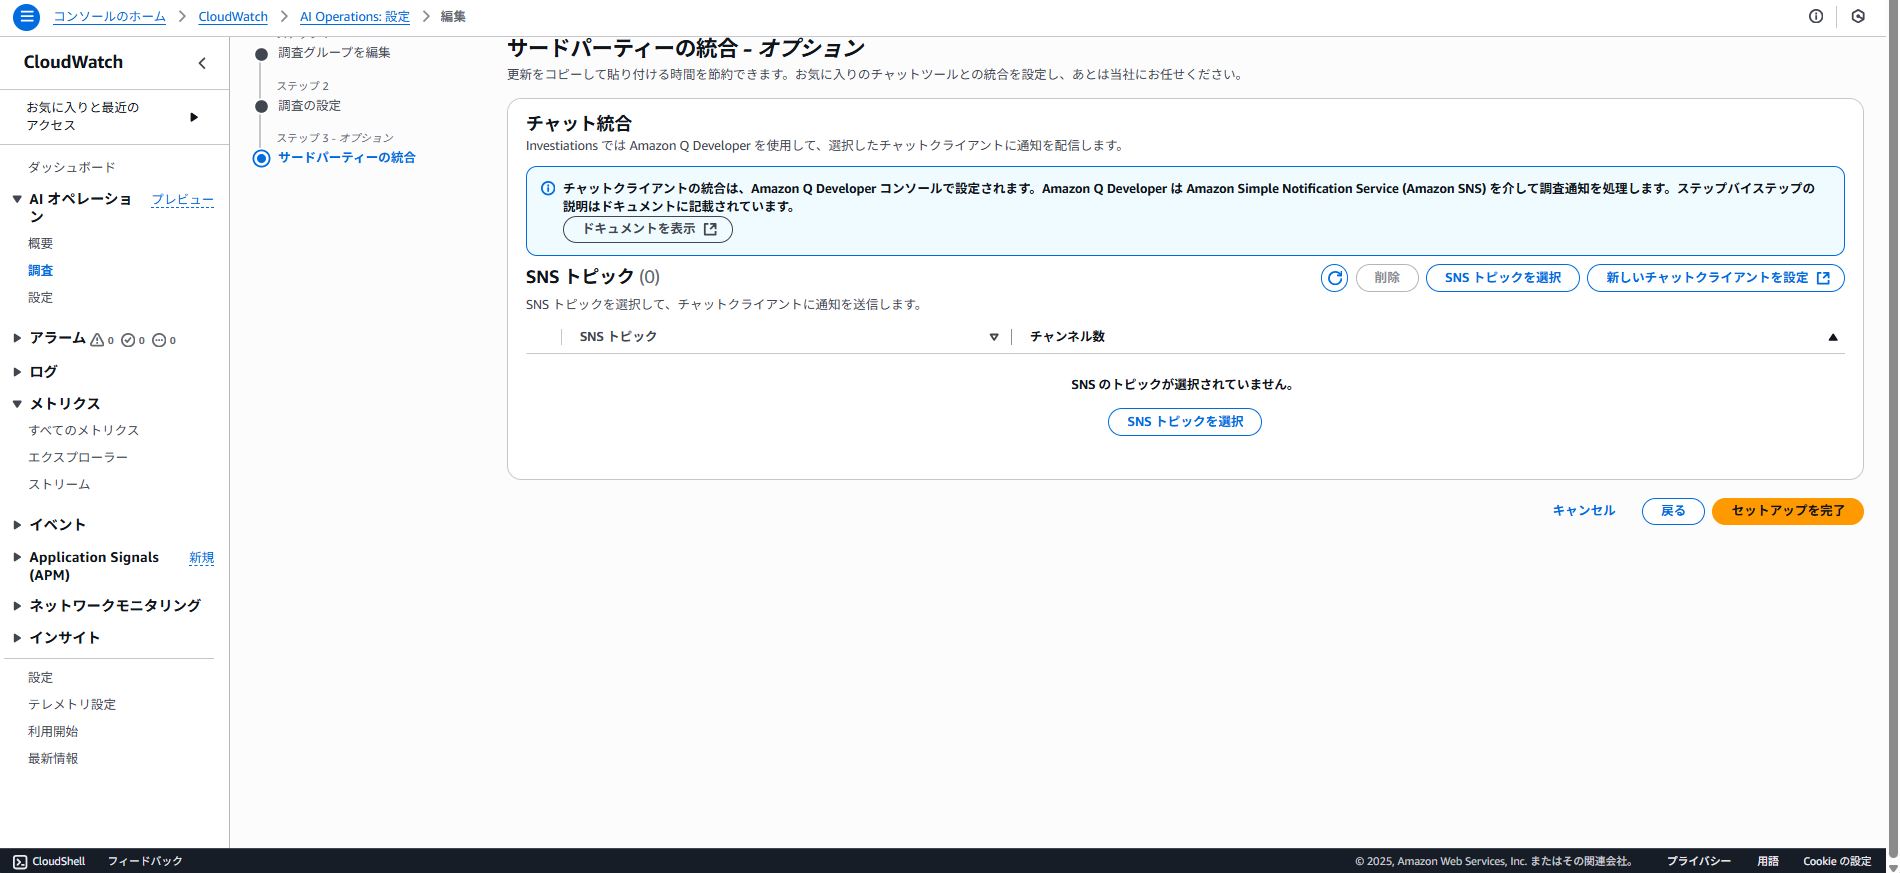 コンソールのホーム
CloudWatch
AI Operations: 設定
編集
CloudWatch
お気に入りと最近の
アクセス
ダッシュボード
AI オペレーショ
ン
プレビュー
概要
調査
設定
アラーム 0 0 0
ログ
メトリクス
すべてのメトリクス
エクスプローラー
ストリーム
イベント
Application Signals
(APM)
新規
ネットワークモニタリング
インサイト
設定
テレメトリ設定
利用開始
最新情報
調査グループを編集
ステップ 2
調査の設定
ステップ 3 - オプション
サードパーティーの統合
サードパーティーの統合 - オプション
更新をコピーして貼り付ける時間を節約できます。お気に入りのチャットツールとの統合を設定し、あとは当社にお任せください。
チャット統合
Investiations では Amazon Q Developer を使用して、選択したチャットクライアントに通知を配信します。
チャットクライアントの統合は、Amazon Q Developer コンソールで設定されます。Amazon Q Developer は Amazon Simple Notification Service (Amazon SNS) を介して調査通知を処理します。ステップバイステップの
説明はドキュメントに記載されています。
ドキュメントを表示
SNS トピック (0)
削除
SNS トピックを選択
新しいチャットクライアントを設定
SNS トピックを選択して、チャットクライアントに通知を送信します。
SNS トピック
チャンネル数
SNS のトピックが選択されていません。
SNS トピックを選択
キャンセル
戻る
セットアップを完了
CloudShell
フィードバック
© 2025, Amazon Web Services, Inc. またはその関連会社。
プライバシー
用語
Cookie の設定